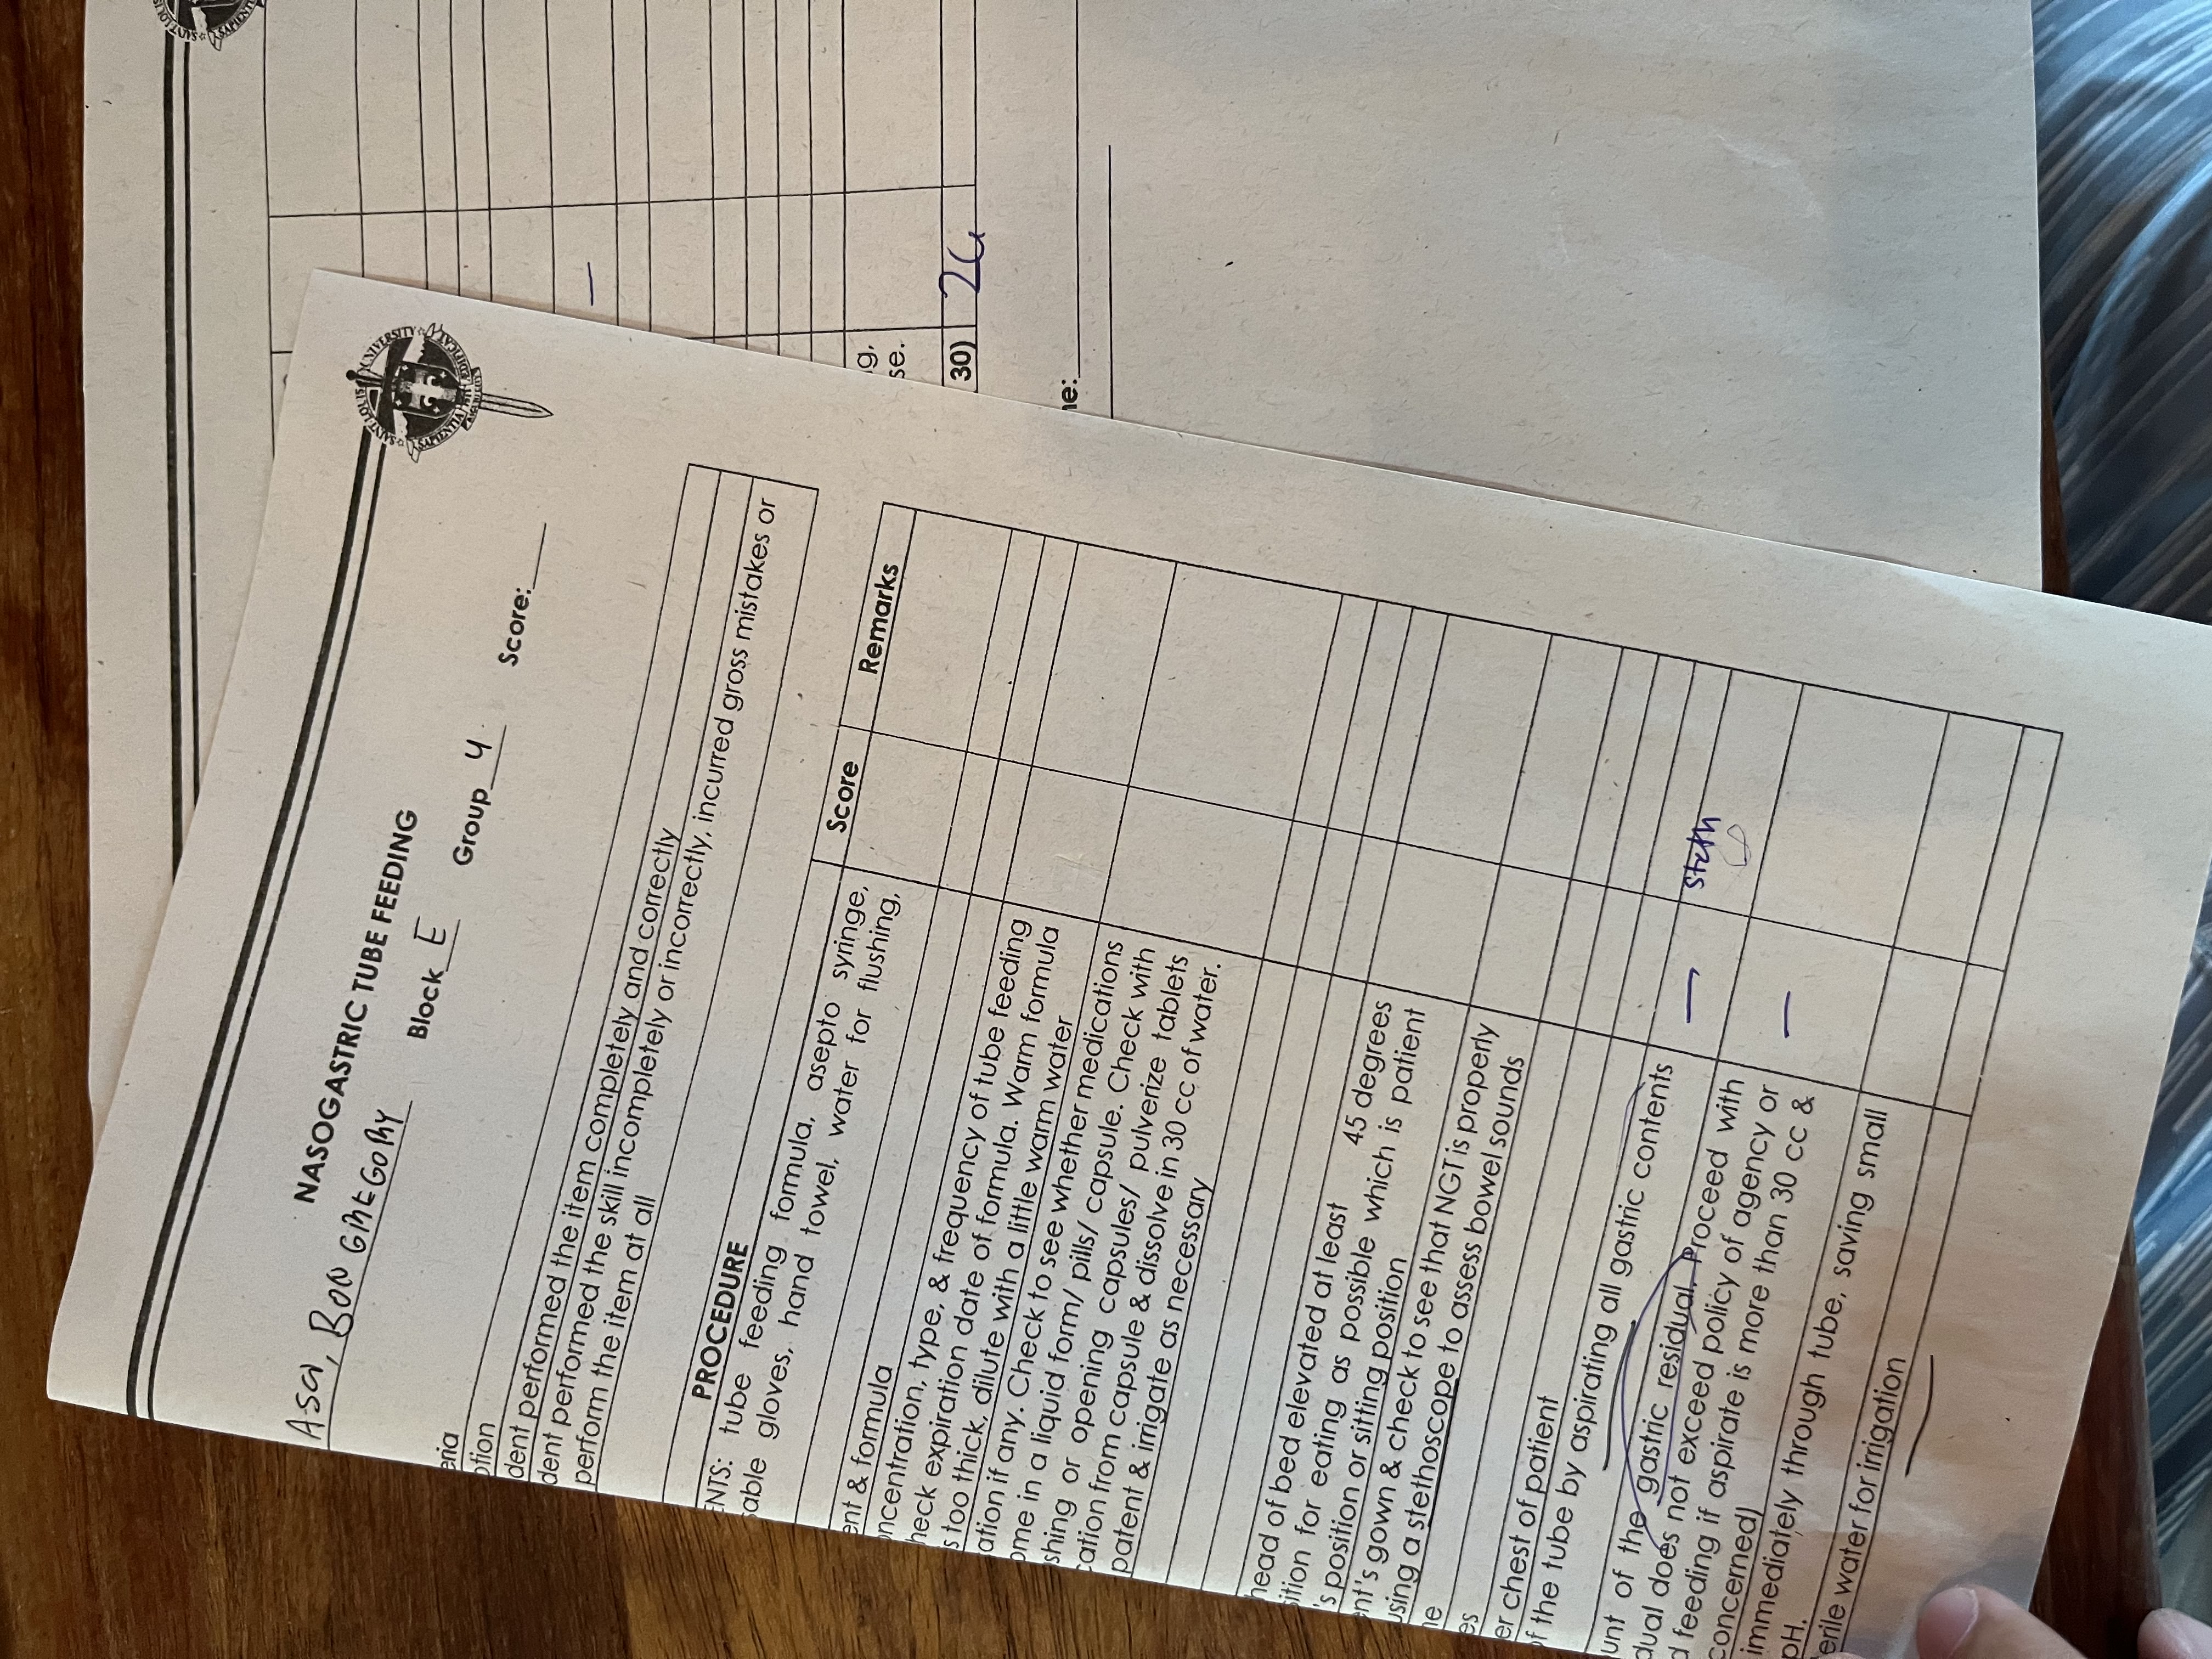 NASOGASTRIC TUBE FEEDING
BON GREGORY Block E Group 4 Score:
SAINT LOUIS UNIVERSITY
SAPIENTIA ÆDIFICAT
eria
ption
dent performed the item completely and correctly
dent performed the skill incompletely or incorrectly, incurred gross mistakes or
perform the item at all
PROCEDURE Score Remarks
ENTS: tube feeding formula, asepto syringe,
sable gloves, hand towel, water for flushing,
ent & formula
oncentration, type, & frequency of tube feeding
heck expiration date of formula. Warm formula
s too thick, dilute with a little warm water
ation if any. Check to see whether medications
ome in a liquid form/ pills/ capsule. Check with
shing or opening capsules/ pulverize tablets
cation from capsule & dissolve in 30 cc of water.
patent & irrigate as necessary
head of bed elevated at least 45 degrees
sition for eating as possible which is patient
's position or sitting position
ent's gown & check to see that NGT is properly
using a stethoscope to assess bowel sounds
ne
es
er chest of patient
of the tube by aspirating all gastric contents
— steth
unt of the gastric residual. Proceed with
dual does not exceed policy of agency or
d feeding if aspirate is more than 30 cc & —
concerned)
immediately through tube, saving small
pH.
erile water for irrigation
—
g,
se.
30)
ne: